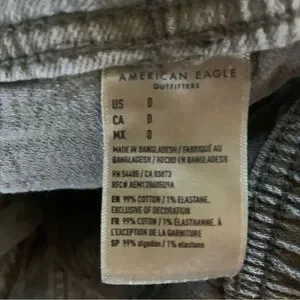 AMERICAN EAGLE
OUTFITTERS
US 0
CA 0
MX 0
MADE IN BANGLADESH / FABRIQUÉ AU
BANGLADESH / HECHO EN BANGLADESH
RN 54485 / CA 03073
EN 99% COTTON / 1% ELASTANE.
EXCLUSIVE OF DECORATION
FR 99% COTON / 1% ÉLASTHANNE. À
L'EXCEPTION DE LA GARNITURE
SP 99% algodón / 1% elastano